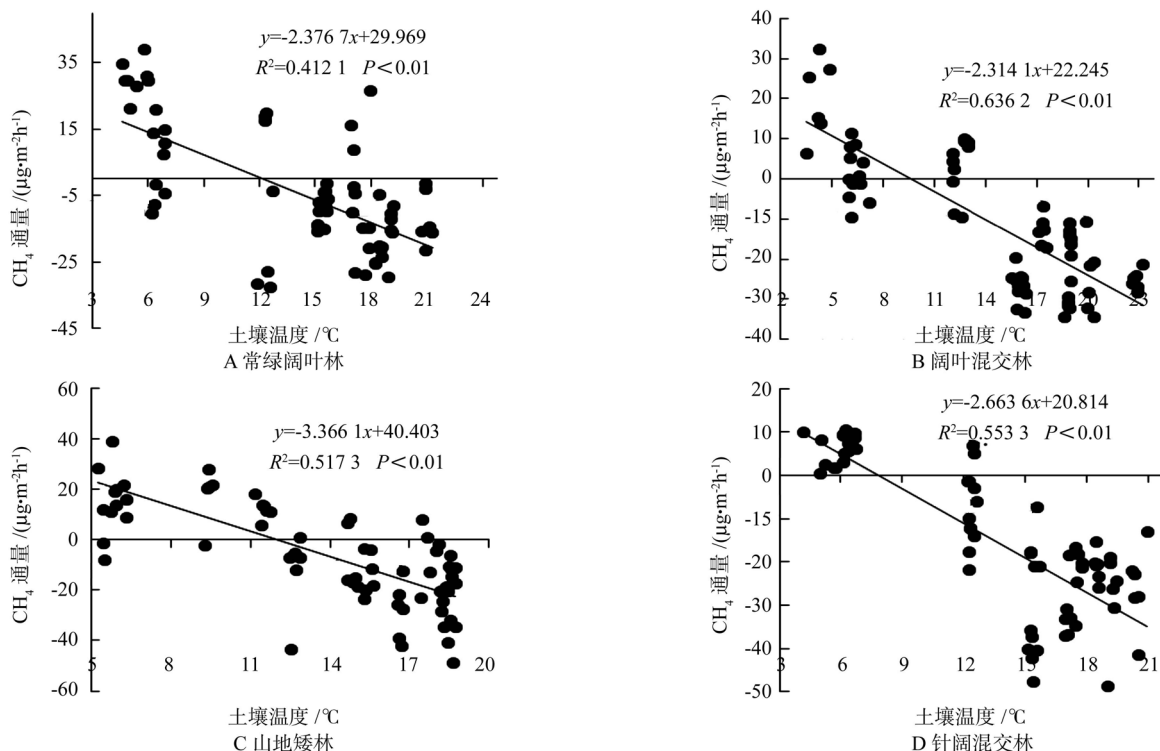 y=-2.376 7x+29.969
R²=0.412 1 P＜0.01
CH₄ 通量 /(μg•m⁻²h⁻¹)
35
15
-5
-25
-45
3 6 9 12 15 18 21 24
土壤温度 /℃
A 常绿阔叶林
y=-2.314 1x+22.245
R²=0.636 2 P＜0.01
CH₄ 通量 /(μg•m⁻²h⁻¹)
40
30
20
10
0
-15
-20
-30
-40
2 5 8 11 14 17 20 23
土壤温度 /℃
B 阔叶混交林
y=-3.366 1x+40.403
R²=0.517 3 P＜0.01
CH₄ 通量 /(μg•m⁻²h⁻¹)
60
40
20
0
-20
-40
-60
5 8 11 14 17 20
土壤温度 /℃
C 山地矮林
y=-2.663 6x+20.814
R²=0.553 3 P＜0.01
CH₄ 通量 /(μg•m⁻²h⁻¹)
20
10
0
-15
-30
-40
-50
3 6 9 12 15 18 21
土壤温度 /℃
D 针阔混交林